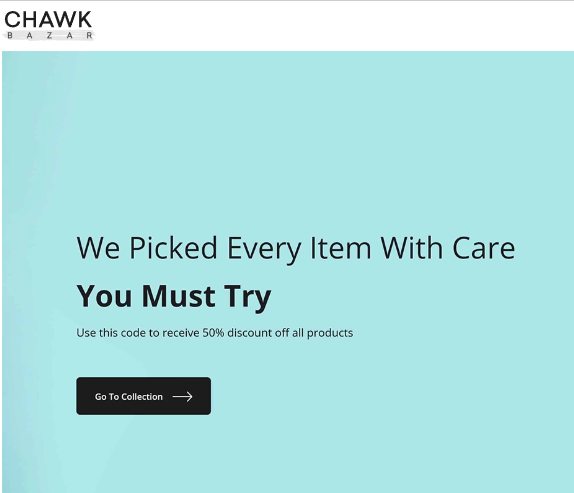 CHAWK
BAZAR
We Picked Every Item With Care
You Must Try
Use this code to receive 50% discount off all products
Go To Collection